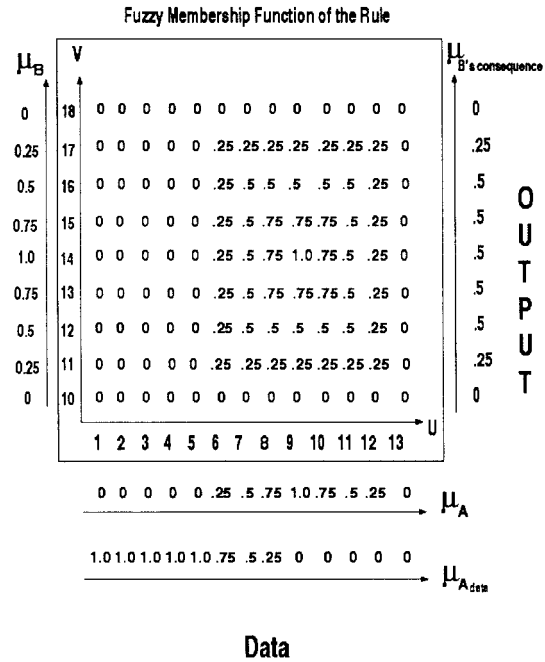 Fuzzy Membership Function of the Rule
μB V μB's consequence
0 18 0 0 0 0 0 0 0 0 0 0 0 0 0 0
0.25 17 0 0 0 0 0 .25 .25 .25 .25 .25 .25 .25 0 .25
0.5 16 0 0 0 0 0 .25 .5 .5 .5 .5 .5 .25 0 .5
0.75 15 0 0 0 0 0 .25 .5 .75 .75 .75 .5 .25 0 .5
1.0 14 0 0 0 0 0 .25 .5 .75 1.0 .75 .5 .25 0 .5
0.75 13 0 0 0 0 0 .25 .5 .75 .75 .75 .5 .25 0 .5
0.5 12 0 0 0 0 0 .25 .5 .5 .5 .5 .5 .25 0 .5
0.25 11 0 0 0 0 0 .25 .25 .25 .25 .25 .25 .25 0 .25
0 10 0 0 0 0 0 0 0 0 0 0 0 0 0 0
OUTPUT
U
1 2 3 4 5 6 7 8 9 10 11 12 13
0 0 0 0 0 .25 .5 .75 1.0 .75 .5 .25 0 μA
1.0 1.0 1.0 1.0 1.0 .75 .5 .25 0 0 0 0 0 μAdata
Data